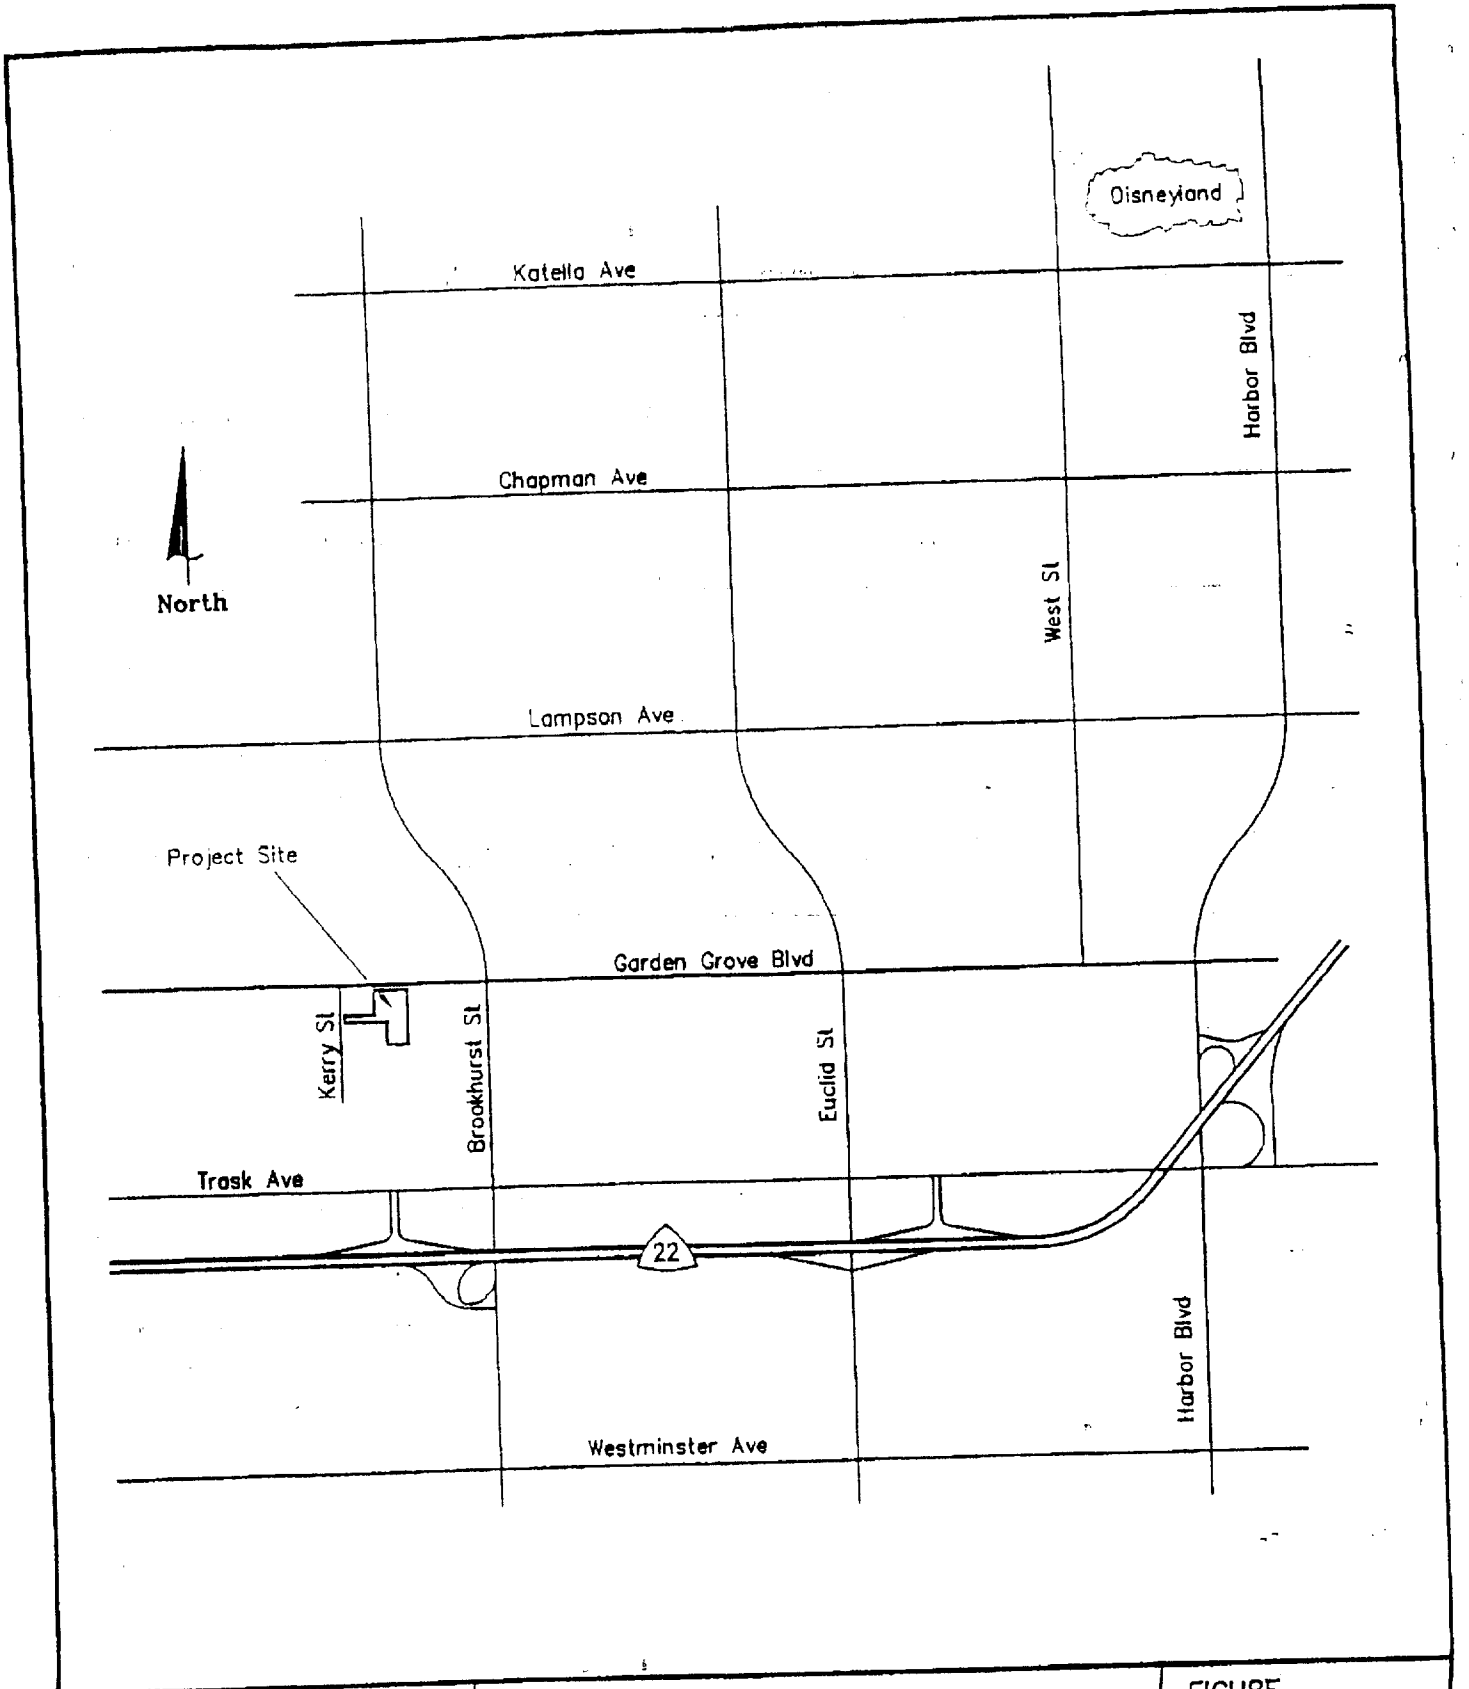 Disneyland
Katella Ave
Harbor Blvd
Chapman Ave
West St
North
Lampson Ave
Project Site
Garden Grove Blvd
Kerry St
Brookhurst St
Euclid St
Trask Ave
22
Harbor Blvd
Westminster Ave
FIGURE